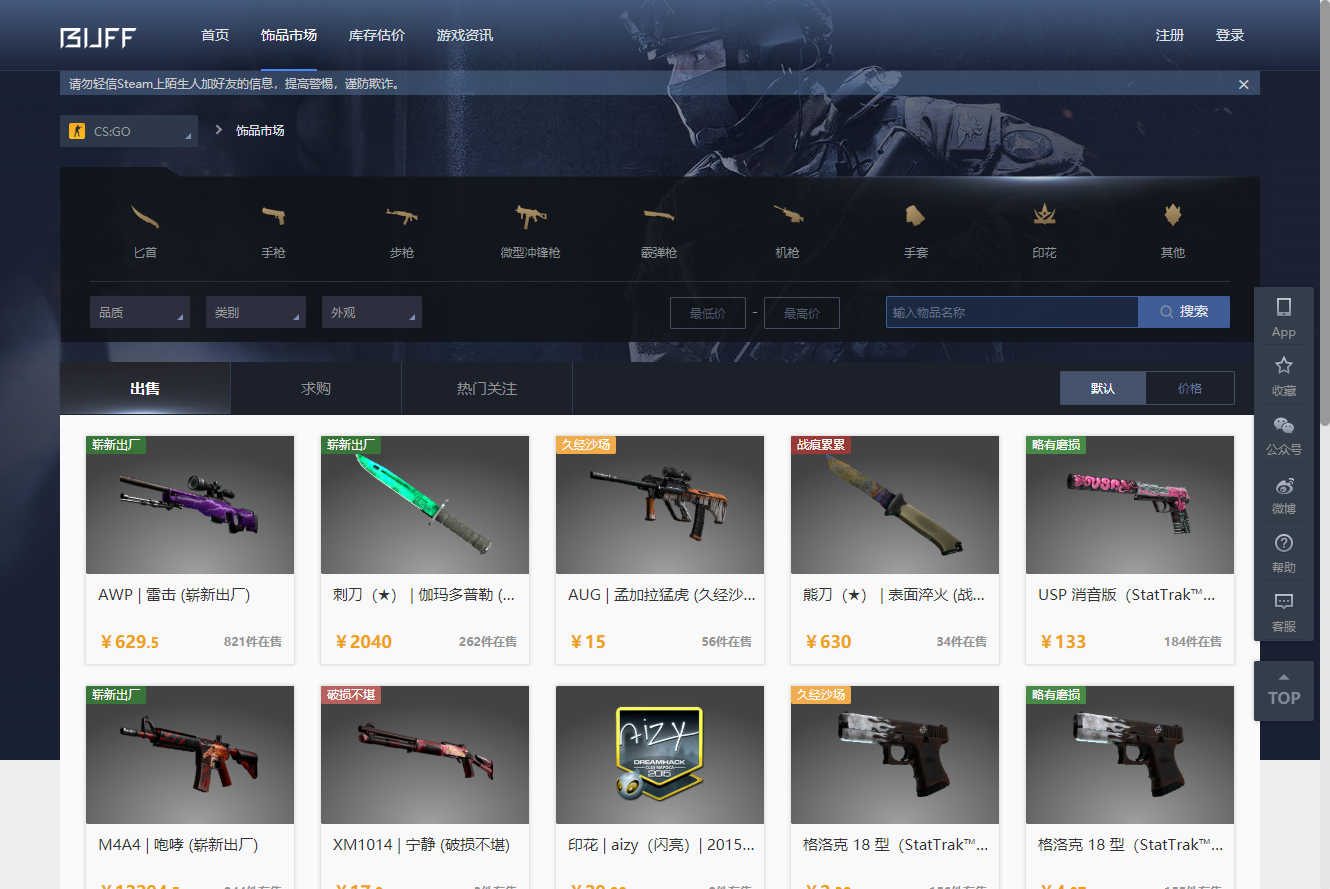 BUFF
首页 饰品市场 库存估价 游戏资讯 注册 登录
请勿轻信Steam上陌生人加好友的信息，提高警惕，谨防欺诈。
CS:GO 饰品市场
匕首 手枪 步枪 微型冲锋枪 霰弹枪 机枪 手套 印花 其他
品质 类别 外观 最低价 - 最高价 输入物品名称 搜索
App
收藏
公众号
微博
帮助
客服
TOP
出售 求购 热门关注 默认 价格
崭新出厂 崭新出厂 久经沙场 战痕累累 略有磨损
AWP | 雷击 (崭新出厂) 刺刀（★） | 伽玛多普勒 (... AUG | 孟加拉猛虎 (久经沙... 熊刀（★） | 表面淬火 (战... USP 消音版（StatTrak™...
¥ 629.5 821件在售 ¥ 2040 262件在售 ¥ 15 56件在售 ¥ 630 34件在售 ¥ 133 184件在售
崭新出厂 破损不堪 久经沙场 略有磨损
aizy
DREAMHACK
CLUJ-NAPOCA
2015
M4A4 | 咆哮 (崭新出厂) XM1014 | 宁静 (破损不堪) 印花 | aizy（闪亮）| 2015... 格洛克 18 型（StatTrak™... 格洛克 18 型（StatTrak™...